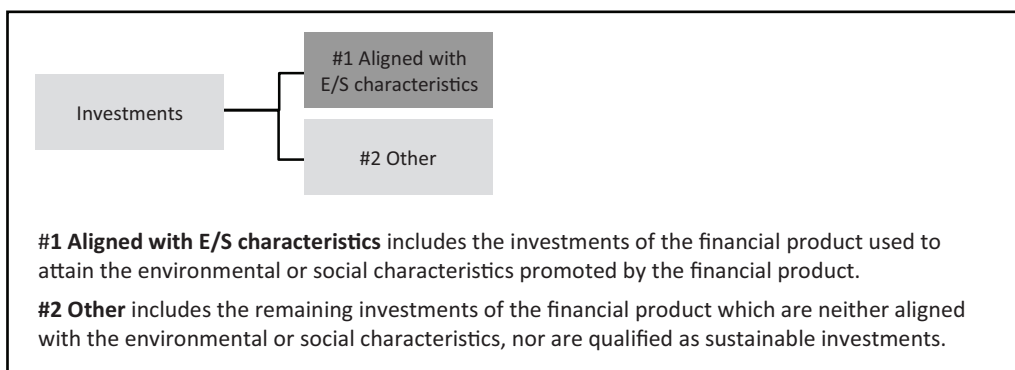 #1 Aligned with
E/S characteristics
Investments
#2 Other
#1 Aligned with E/S characteristics includes the investments of the financial product used to
attain the environmental or social characteristics promoted by the financial product.
#2 Other includes the remaining investments of the financial product which are neither aligned
with the environmental or social characteristics, nor are qualified as sustainable investments.